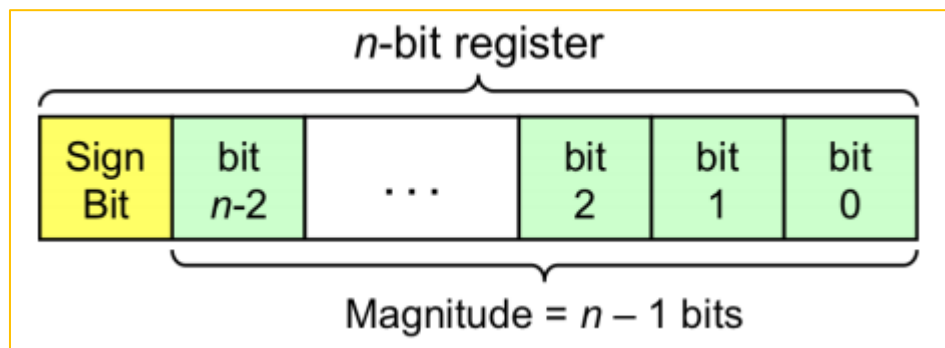 n-bit register
Sign bit ... bit bit bit
Bit n-2 2 1 0
Magnitude = n – 1 bits